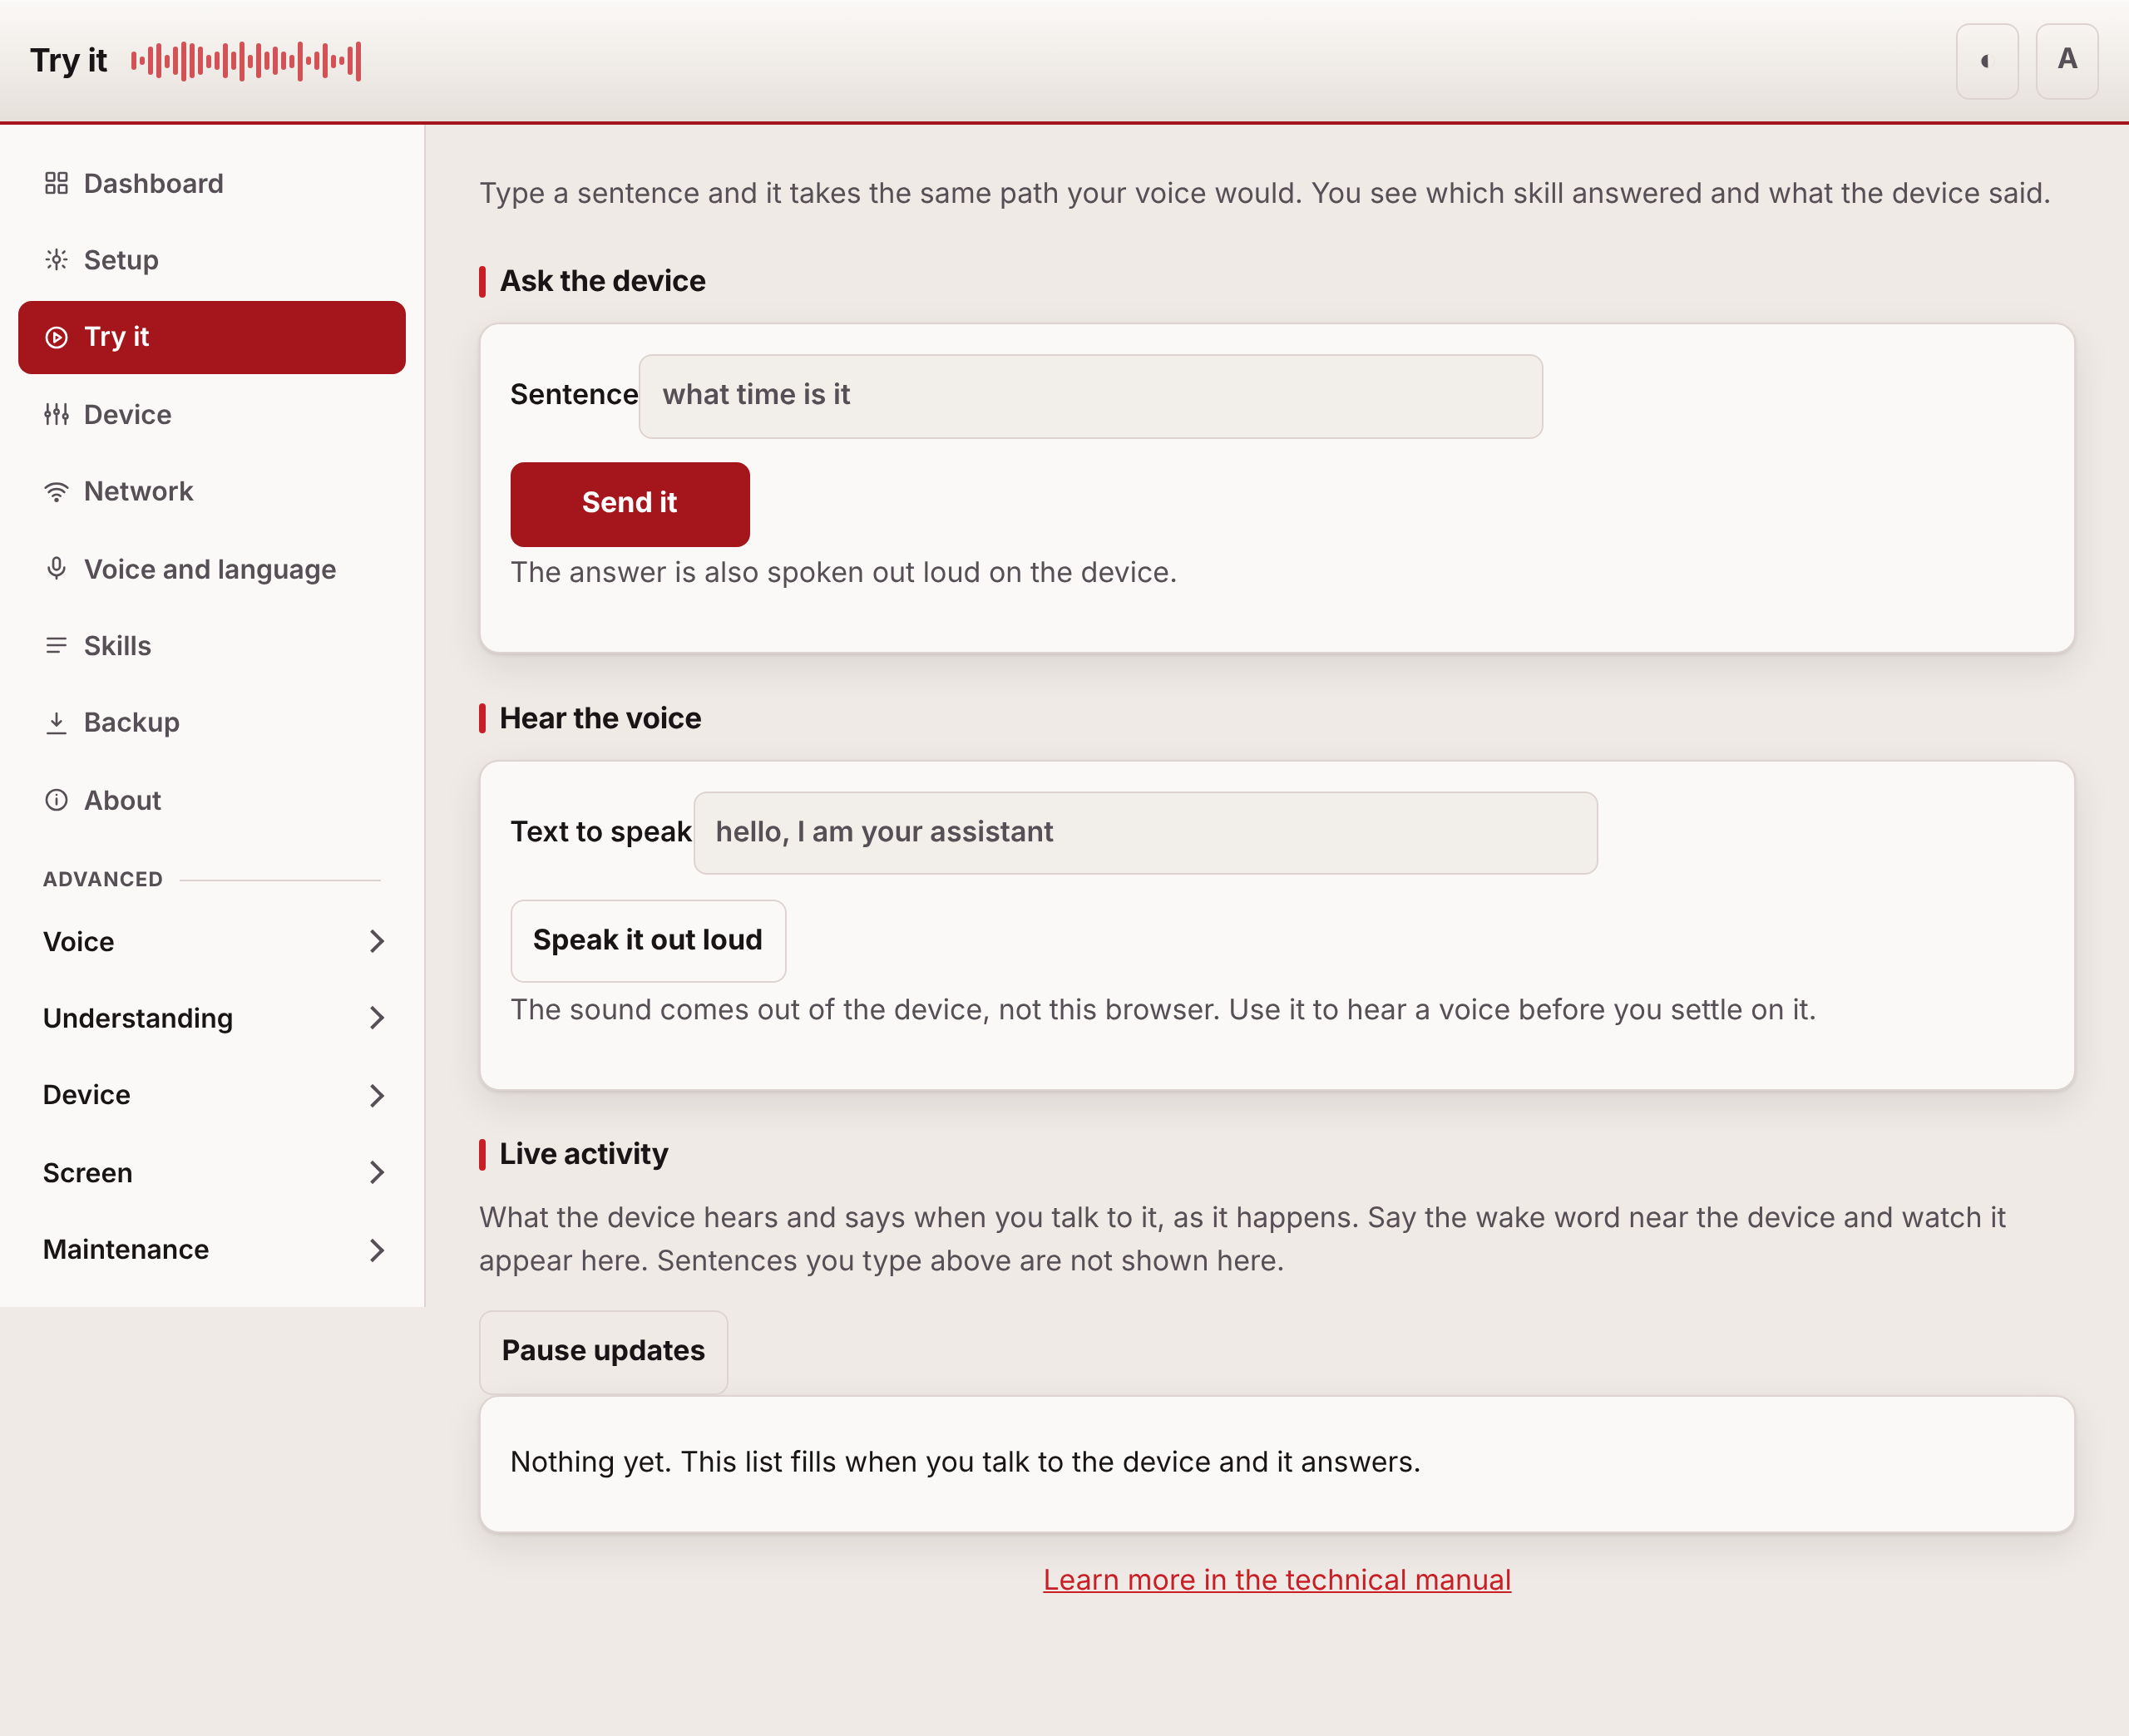 Try it
A
Dashboard
Setup
Try it
Device
Network
Voice and language
Skills
Backup
About
ADVANCED
Voice
Understanding
Device
Screen
Maintenance
Type a sentence and it takes the same path your voice would. You see which skill answered and what the device said.
Ask the device
Sentence what time is it
Send it
The answer is also spoken out loud on the device.
Hear the voice
Text to speak hello, I am your assistant
Speak it out loud
The sound comes out of the device, not this browser. Use it to hear a voice before you settle on it.
Live activity
What the device hears and says when you talk to it, as it happens. Say the wake word near the device and watch it
appear here. Sentences you type above are not shown here.
Pause updates
Nothing yet. This list fills when you talk to the device and it answers.
Learn more in the technical manual